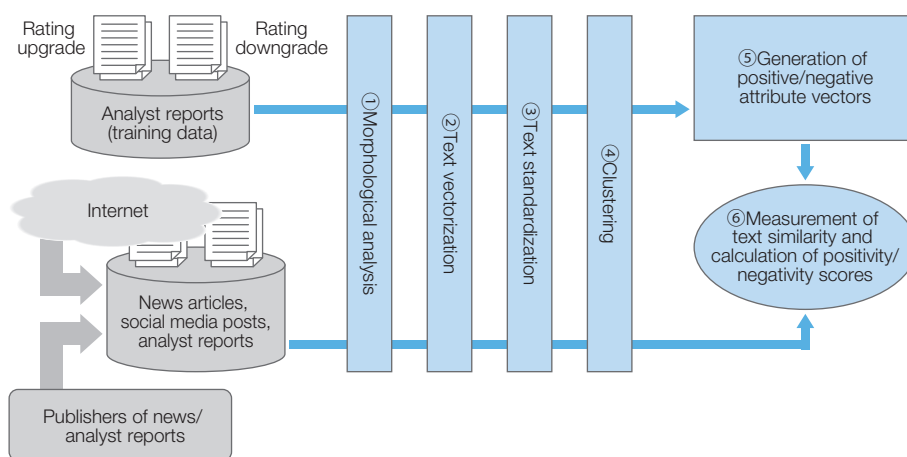 Rating
upgrade
Rating
downgrade
Analyst reports
(training data)
Internet
News articles,
social media posts,
analyst reports
Publishers of news/
analyst reports
①Morphological analysis
②Text vectorization
③Text standardization
④Clustering
⑤Generation of
positive/negative
attribute vectors
⑥Measurement of
text similarity and
calculation of positivity/
negativity scores